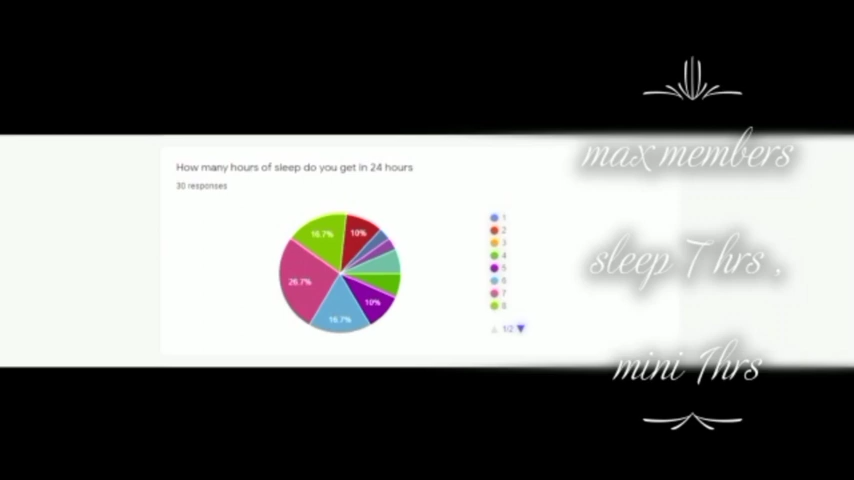 How many hours of sleep do you get in 24 hours
30 responses
16.7%
10%
26.7%
10%
16.7%
1
2
3
4
5
6
7
8
1/2
max members
sleep 7 hrs ,
mini 1hrs